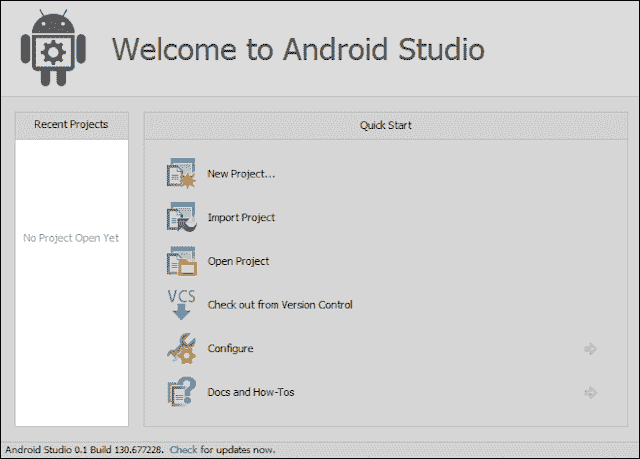 Welcome to Android Studio
Recent Projects
No Project Open Yet
Quick Start
New Project...
Import Project
Open Project
VCS
Check out from Version Control
Configure
Docs and How-Tos
Android Studio 0.1 Build 130.677228. Check for updates now.